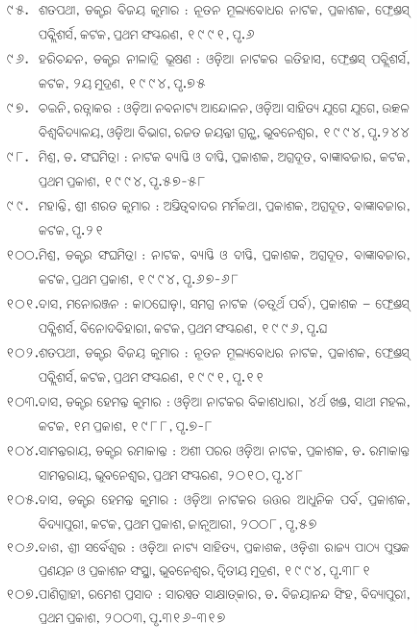 ୯୫. ଶତପଥୀ, ଡକ୍ଟର ବିଜୟ କୁମାର : ନୂତନ ମୂଲ୍ୟବୋଧର ନାଟକ, ପ୍ରକାଶକ, ଫ୍ରେଣ୍ଡସ୍
ପବ୍ଲିଶର୍ସ, କଟକ, ପ୍ରଥମ ସଂସ୍କରଣ, ୧୯୯୧, ପୃ.୬
୯୬. ହରିଚନ୍ଦନ, ଡକ୍ଟର ନୀଳାଦ୍ରି ଭୂଷଣ : ଓଡ଼ିଆ ନାଟକର ଇତିହାସ, ଫ୍ରେଣ୍ଡସ୍ ପବ୍ଲିଶର୍ସ,
କଟକ, ୨ୟ ମୁଦ୍ରଣ, ୧୯୯୪, ପୃ.୭୫
୯୭. ଚଇନି, ରତ୍ନାକର : ଓଡ଼ିଆ ନବନାଟ୍ୟ ଆନ୍ଦୋଳନ, ଓଡ଼ିଆ ସାହିତ୍ୟ ଯୁଗେ ଯୁଗେ, ଉତ୍କଳ
ବିଶ୍ୱବିଦ୍ୟାଳୟ, ଓଡ଼ିଆ ବିଭାଗ, ରଜତ ଜୟନ୍ତୀ ଗ୍ରନ୍ଥ, ଭୁବନେଶ୍ୱର, ୧୯୯୪, ପୃ.୨୪୪
୯୮. ମିଶ୍ର, ଡ. ସଂଘମିତ୍ରା : ନାଟକ ବ୍ୟାପ୍ତି ଓ ଦୀପ୍ତି, ପ୍ରକାଶକ, ଅଗ୍ରଦୂତ, ବାଙ୍କାବଜାର, କଟକ,
ପ୍ରଥମ ପ୍ରକାଶ, ୧୯୯୪, ପୃ.୫୭-୫୮
୯୯. ମହାନ୍ତି, ଶ୍ରୀ ଶରତ କୁମାର : ଅସ୍ତିତ୍ୱବାଦର ମର୍ମକଥା, ପ୍ରକାଶକ, ଅଗ୍ରଦୂତ, ବାଙ୍କାବଜାର,
କଟକ, ପୃ.୨୧
୧୦୦.ମିଶ୍ର, ଡକ୍ଟର ସଂଘମିତ୍ରା : ନାଟକ, ବ୍ୟାପ୍ତି ଓ ଦୀପ୍ତି, ପ୍ରକାଶକ, ଅଗ୍ରଦୂତ, ବାଙ୍କାବଜାର,
କଟକ, ପ୍ରଥମ ପ୍ରକାଶ, ୧୯୯୪, ପୃ.୬୭-୬୮
୧୦୧.ଦାସ, ମନୋରଞ୍ଜନ : କାଠଘୋଡ଼ା, ସମଗ୍ର ନାଟକ (ଚତୁର୍ଥ ପର୍ବ), ପ୍ରକାଶକ – ଫ୍ରେଣ୍ଡସ୍
ପବ୍ଲିଶର୍ସ, ବିନୋଦବିହାରୀ, କଟକ, ପ୍ରଥମ ସଂସ୍କରଣ, ୧୯୯୬, ପୃ.ଘ
୧୦୨.ଶତପଥୀ, ଡକ୍ଟର ବିଜୟ କୁମାର : ନୂତନ ମୂଲ୍ୟବୋଧର ନାଟକ, ପ୍ରକାଶକ, ଫ୍ରେଣ୍ଡସ୍
ପବ୍ଲିଶର୍ସ, କଟକ, ପ୍ରଥମ ସଂସ୍କରଣ, ୧୯୯୧, ପୃ.୧୧
୧୦୩.ଦାସ, ଡକ୍ଟର ହେମନ୍ତ କୁମାର : ଓଡ଼ିଆ ନାଟକର ବିକାଶଧାରା, ୪ର୍ଥ ଖଣ୍ଡ, ସାଥୀ ମହଲ,
କଟକ, ୧ମ ପ୍ରକାଶ, ୧୯୮୮, ପୃ.୭-୮
୧୦୪.ସାମନ୍ତରାୟ, ଡକ୍ଟର ରମାକାନ୍ତ : ଅଶୀ ପରର ଓଡ଼ିଆ ନାଟକ, ପ୍ରକାଶକ, ଡ. ରମାକାନ୍ତ
ସାମନ୍ତରାୟ, ଭୁବନେଶ୍ୱର, ପ୍ରଥମ ସଂସ୍କରଣ, ୨୦୧୦, ପୃ.୪୮
୧୦୫.ଦାସ, ଡକ୍ଟର ହେମନ୍ତ କୁମାର : ଓଡ଼ିଆ ନାଟକର ଉତ୍ତର ଆଧୁନିକ ପର୍ବ, ପ୍ରକାଶକ,
ବିଦ୍ୟାପୁରୀ, କଟକ, ପ୍ରଥମ ପ୍ରକାଶ, ଜାନୁଆରୀ, ୨୦୦୮, ପୃ.୫୭
୧୦୬.ଦାଶ, ଶ୍ରୀ ସର୍ବେଶ୍ୱର : ଓଡ଼ିଆ ନାଟ୍ୟ ସାହିତ୍ୟ, ପ୍ରକାଶକ, ଓଡ଼ିଶା ରାଜ୍ୟ ପାଠ୍ୟ ପୁସ୍ତକ
ପ୍ରଣୟନ ଓ ପ୍ରକାଶନ ସଂସ୍ଥା, ଭୁବନେଶ୍ୱର, ଦ୍ୱିତୀୟ ମୁଦ୍ରଣ, ୧୯୯୪, ପୃ.୩୮୧
୧୦୭.ପାଣିଗ୍ରାହୀ, ରମେଶ ପ୍ରସାଦ : ସାରସ୍ୱତ ସାକ୍ଷାତକାର, ଡ. ବିଜୟାନନ୍ଦ ସିଂହ, ବିଦ୍ୟାପୁରୀ,
ପ୍ରଥମ ପ୍ରକାଶ, ୨୦୦୩, ପୃ.୩୧୬-୩୧୭